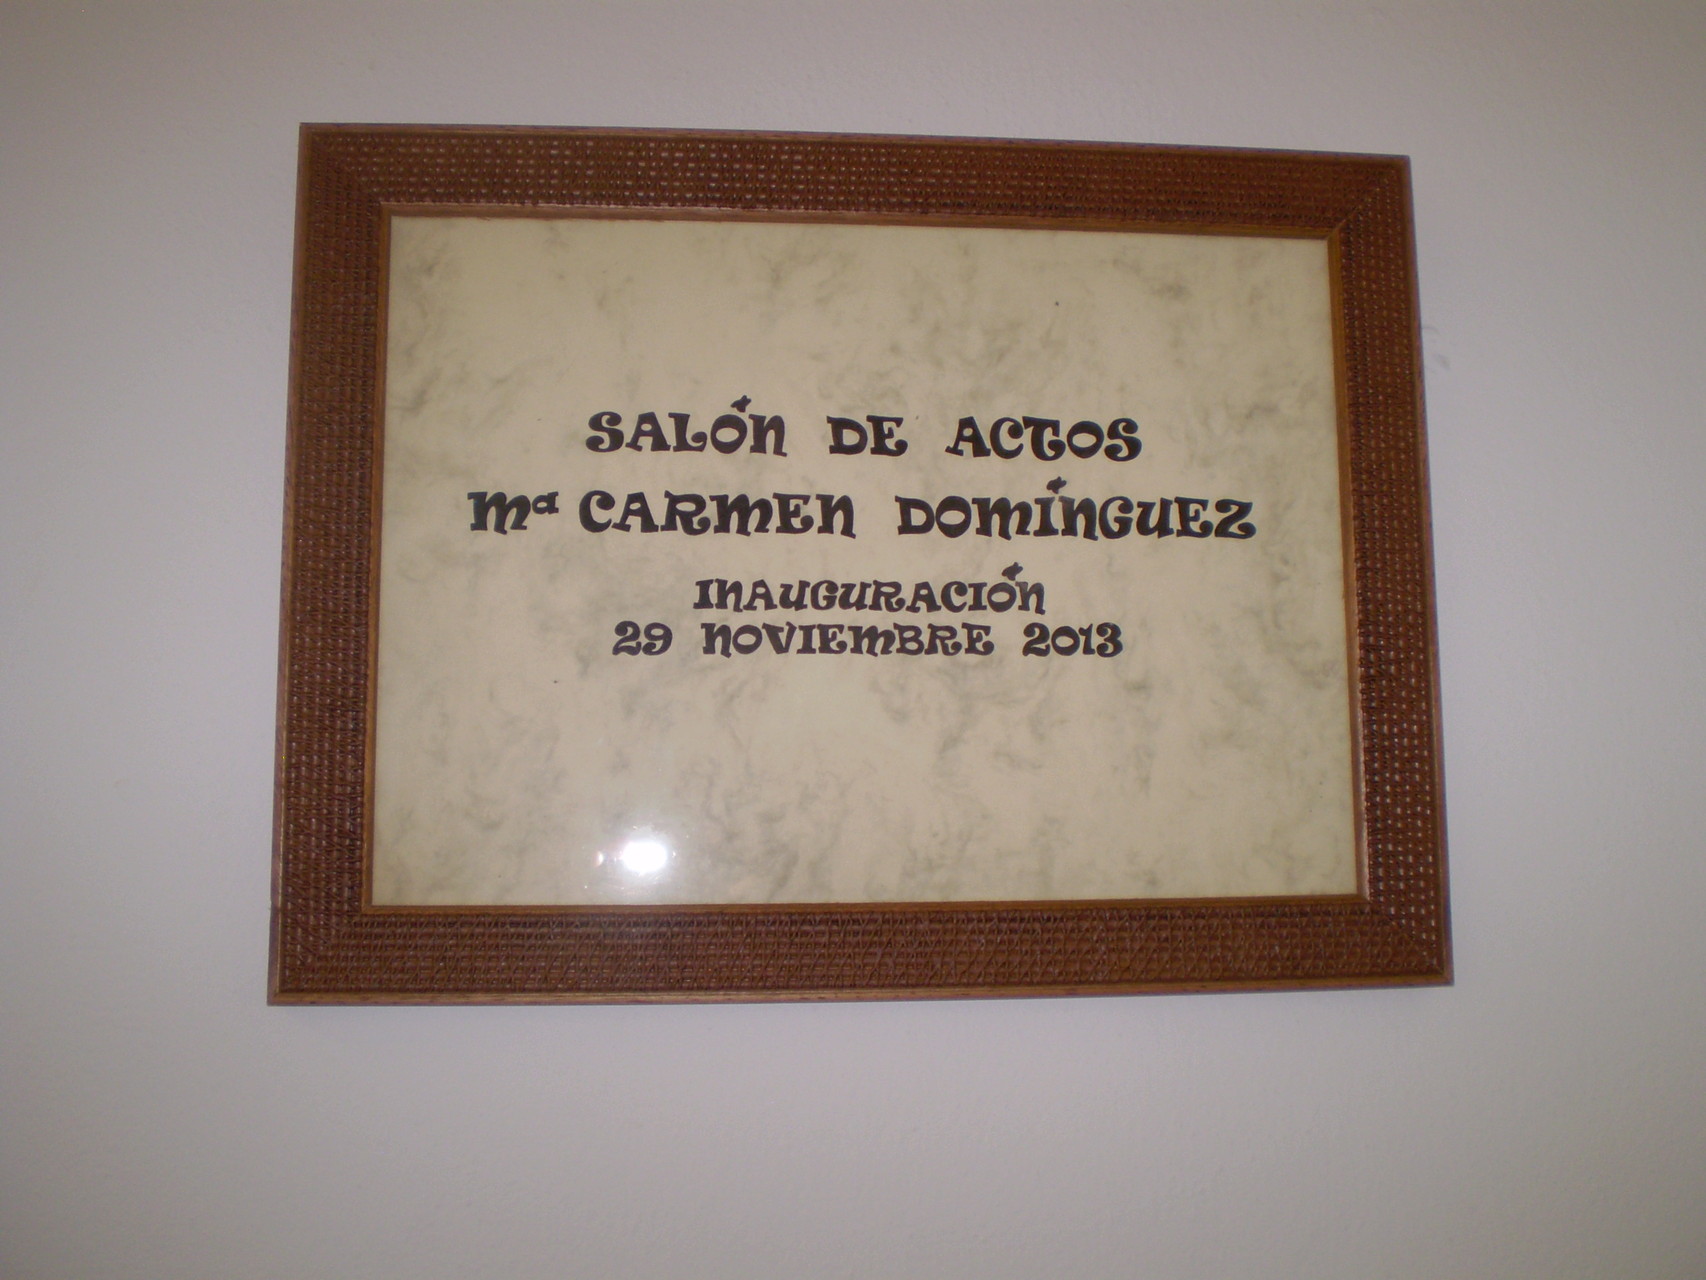 SALÓN DE ACTOS
Mª CARMEN DOMÍNGUEZ
INAUGURACIÓN
29 NOVIEMBRE 2013